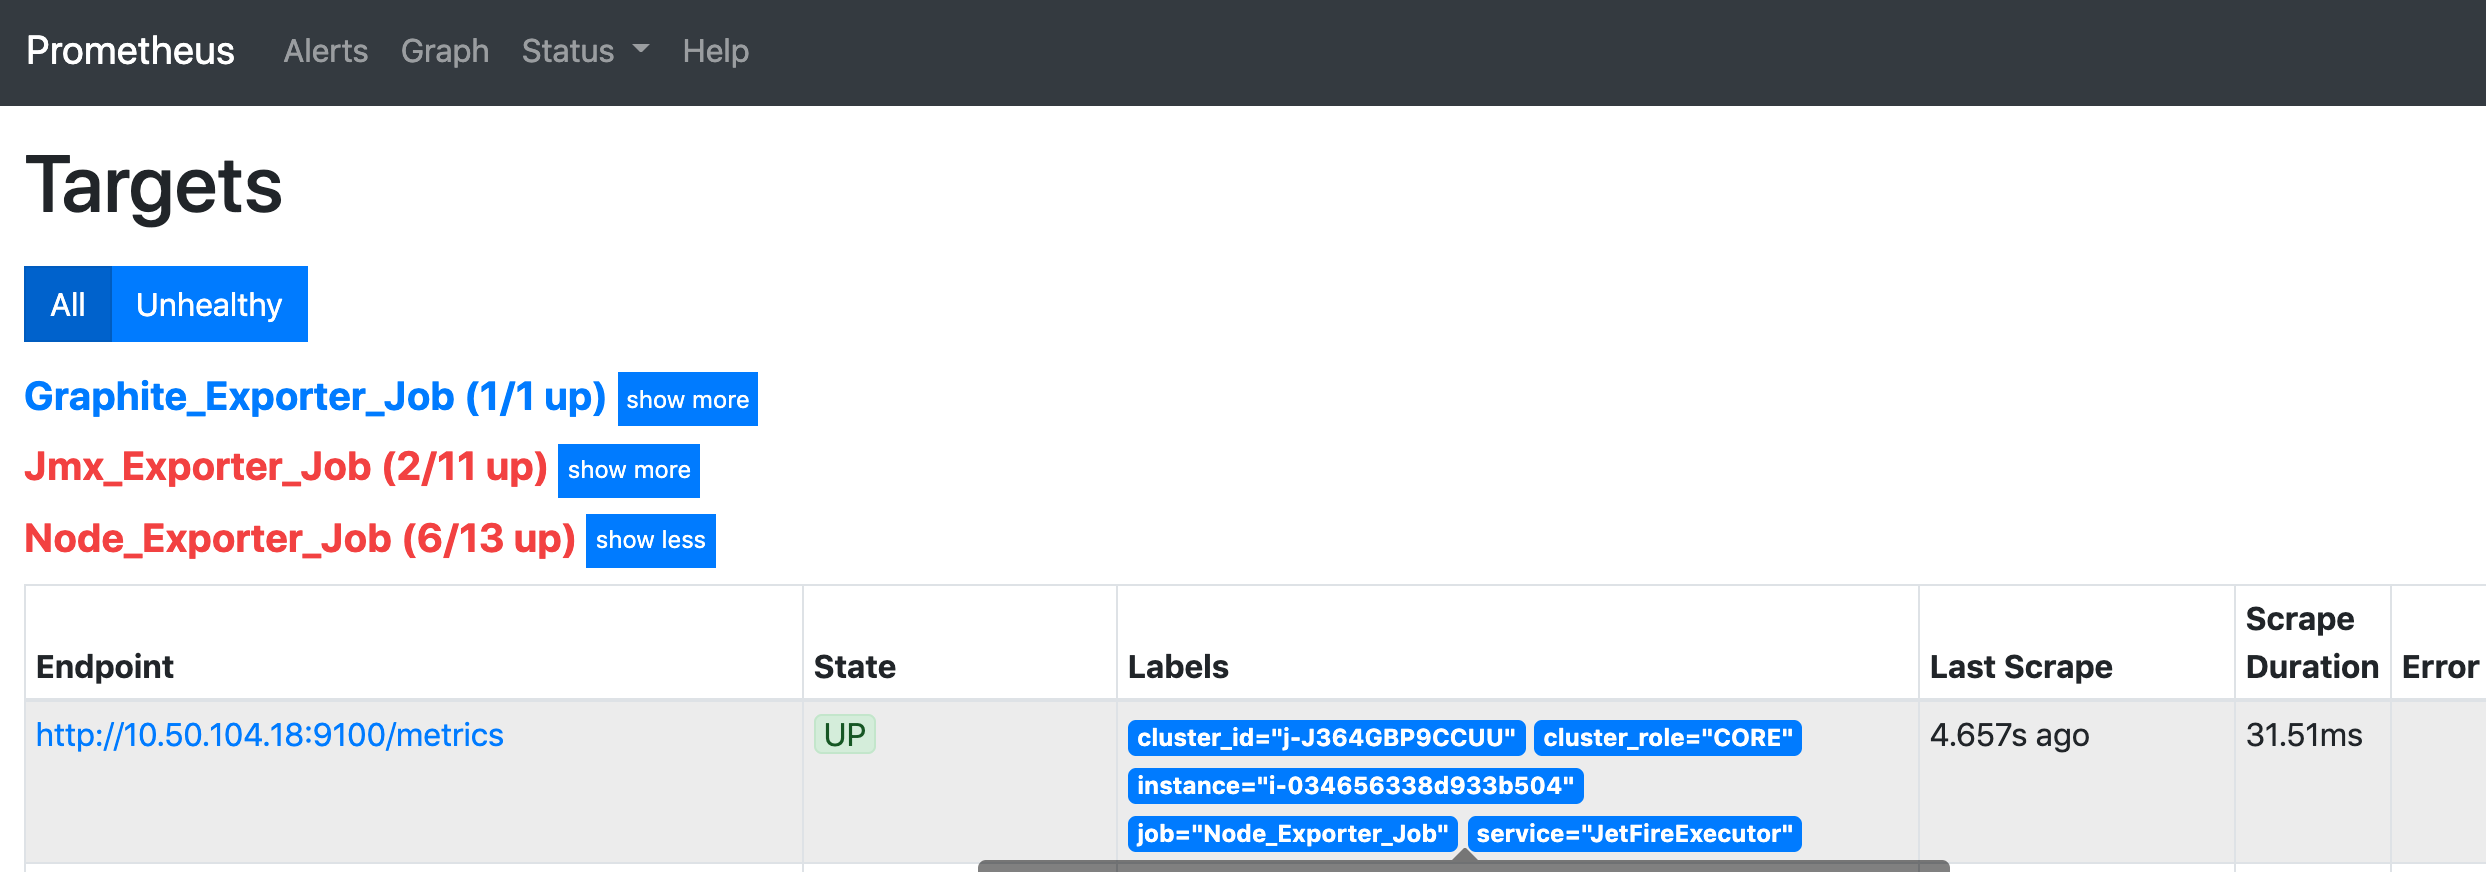 Prometheus Alerts Graph Status Help
Targets
All Unhealthy
Graphite_Exporter_Job (1/1 up) show more
Jmx_Exporter_Job (2/11 up) show more
Node_Exporter_Job (6/13 up) show less
Endpoint State Labels Last Scrape Scrape Duration Error
http://10.50.104.18:9100/metrics UP cluster_id="j-J364GBP9CCUU" cluster_role="CORE" 4.657s ago 31.51ms
instance="i-034656338d933b504"
job="Node_Exporter_Job" service="JetFireExecutor"